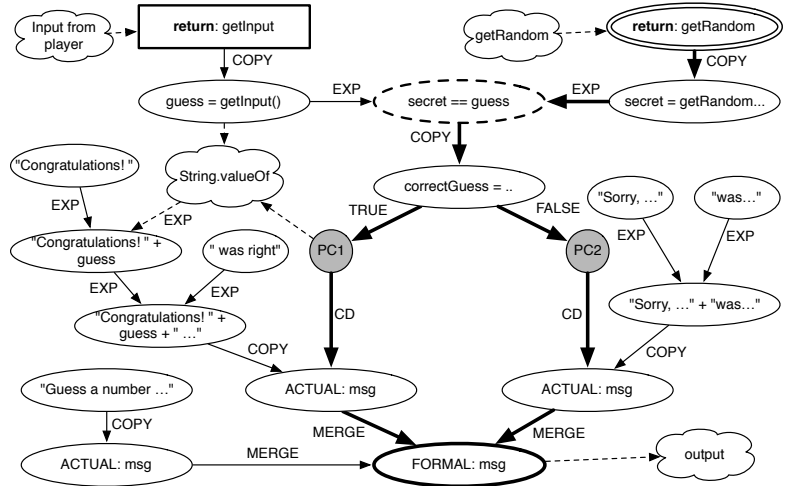 Input from
player
return: getInput
getRandom
return: getRandom
COPY
COPY
guess = getInput()
EXP
secret == guess
EXP
secret = getRandom...
COPY
"Congratulations! "
String.valueOf
correctGuess = ..
"Sorry, …"
"was…"
EXP
EXP
TRUE
FALSE
EXP
EXP
"Congratulations! " +
guess
" was right"
PC1
PC2
EXP
EXP
"Congratulations! " +
guess + " …"
CD
CD
"Sorry, …" + "was…"
COPY
COPY
"Guess a number …"
ACTUAL: msg
ACTUAL: msg
COPY
MERGE
MERGE
ACTUAL: msg
MERGE
FORMAL: msg
output